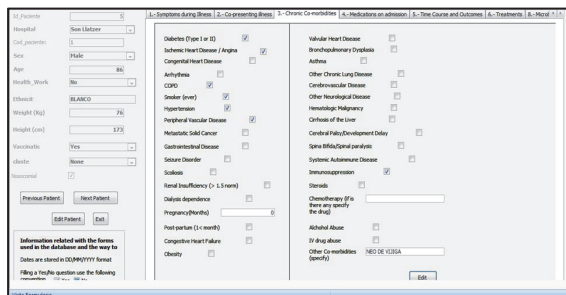 1.- Symptoms during Illness
2.- Co-presenting illness
3.- Chronic Co-morbidities
4.- Medications on admission
5.- Time Course and Outcomes
6.- Treatments
Id_Paciente 5
Hospital Son Llatzer
Cod_paciente: 1
Sex Male
Age 86
Health_Work No
Ethnicit BLANCO
Weight (Kg) 76
Height (cm) 173
Vaccinatic Yes
cluste None
Nosocomial
Previous Patient Next Patient
Edit Patient Exit
Information related with the forms
used in the database and the way to
Dates are stored in DD/MM/YYYY format
Filling a Yes/No question use the following
Diabetes (Type I or II)
Ischemic Heart Disease / Angina
Congenital Heart Disease
Arrhythmia
COPD
Smoker (ever)
Hypertension
Peripheral Vascular Disease
Metastatic Solid Cancer
Gastrointestinal Disease
Seizure Disorder
Scoliosis
Renal Insufficiency (> 1.5 norm)
Dialysis dependence
Pregnancy(Months) 0
Post-partum (1< month)
Congestive Heart Failure
Obesity
Valvular Heart Disease
Bronchopulmonary Dysplasia
Asthma
Other Chronic Lung Disease
Cerebrovascular Disease
Other Neurological Disease
Hematologic Malignancy
Cirrhosis of the Liver
Cerebral Palsy/Development Delay
Spina Bifida/Spinal paralysis
Systemic Autoimmune Disease
Immunosuppression
Steroids
Chemotherapy (if is
there any specify
the drug)
Alchohol Abuse
IV drug abuse
Other Co-morbidities
(specify) NEO DE VIJIGA
Edit